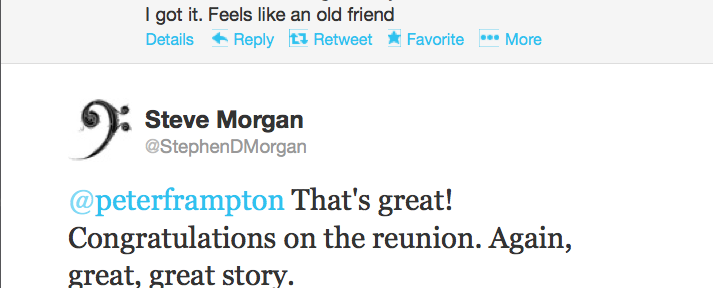 I got it. Feels like an old friend
Details Reply Retweet Favorite More
Steve Morgan
@StephenDMorgan
@peterframpton That's great!
Congratulations on the reunion. Again,
great, great story.